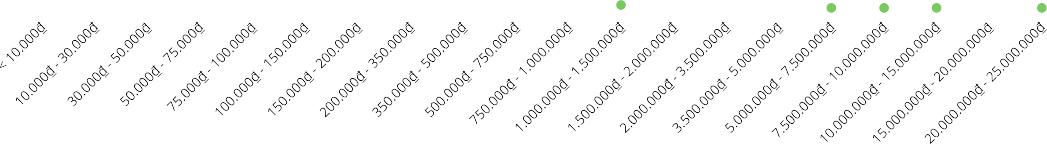 < 10.000₫
10.000₫ - 30.000₫
30.000₫ - 50.000₫
50.000₫ - 75.000₫
75.000₫ - 100.000₫
100.000₫ - 150.000₫
150.000₫ - 200.000₫
200.000₫ - 350.000₫
350.000₫ - 500.000₫
500.000₫ - 750.000₫
750.000₫ - 1.000.000₫
1.000.000₫ - 1.500.000₫
1.500.000₫ - 2.000.000₫
2.000.000₫ - 3.500.000₫
3.500.000₫ - 5.000.000₫
5.000.000₫ - 7.500.000₫
7.500.000₫ - 10.000.000₫
10.000.000₫ - 15.000.000₫
15.000.000₫ - 20.000.000₫
20.000.000₫ - 25.000.000₫